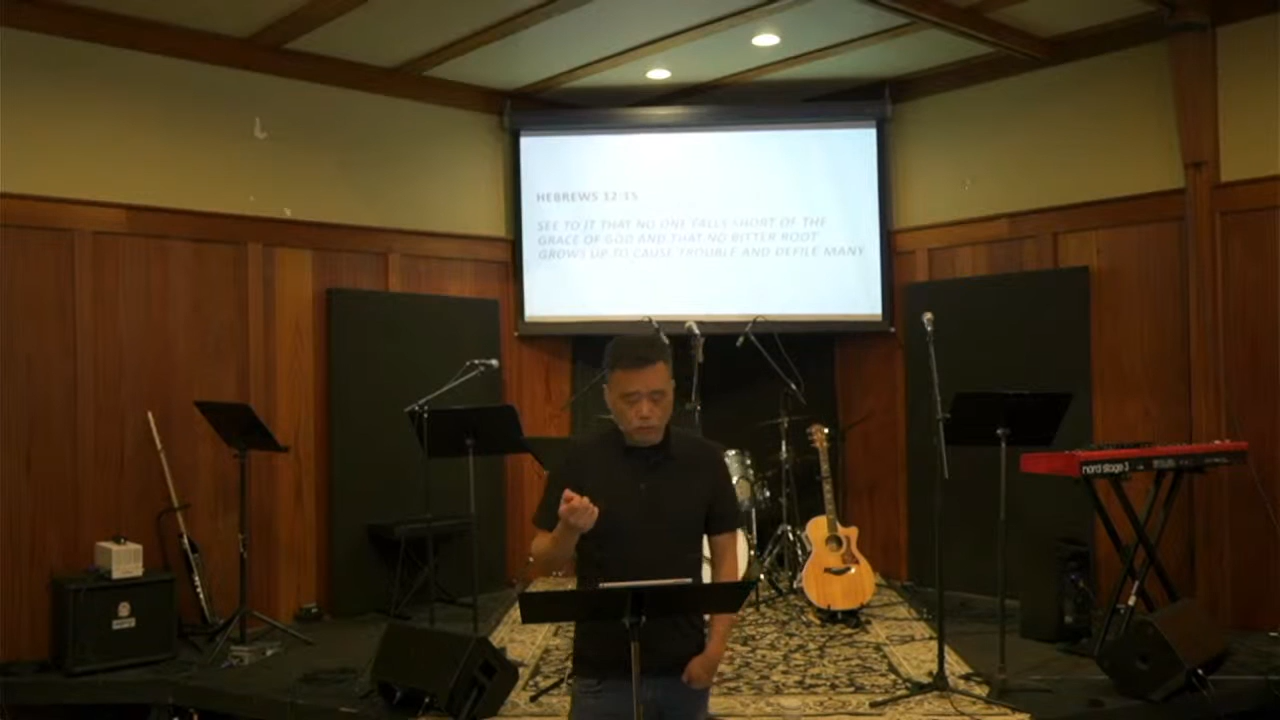 HEBREWS 12:15
SEE TO IT THAT NO ONE FALLS SHORT OF THE
GRACE OF GOD AND THAT NO BITTER ROOT
GROWS UP TO CAUSE TROUBLE AND DEFILE MANY
nord stage 3